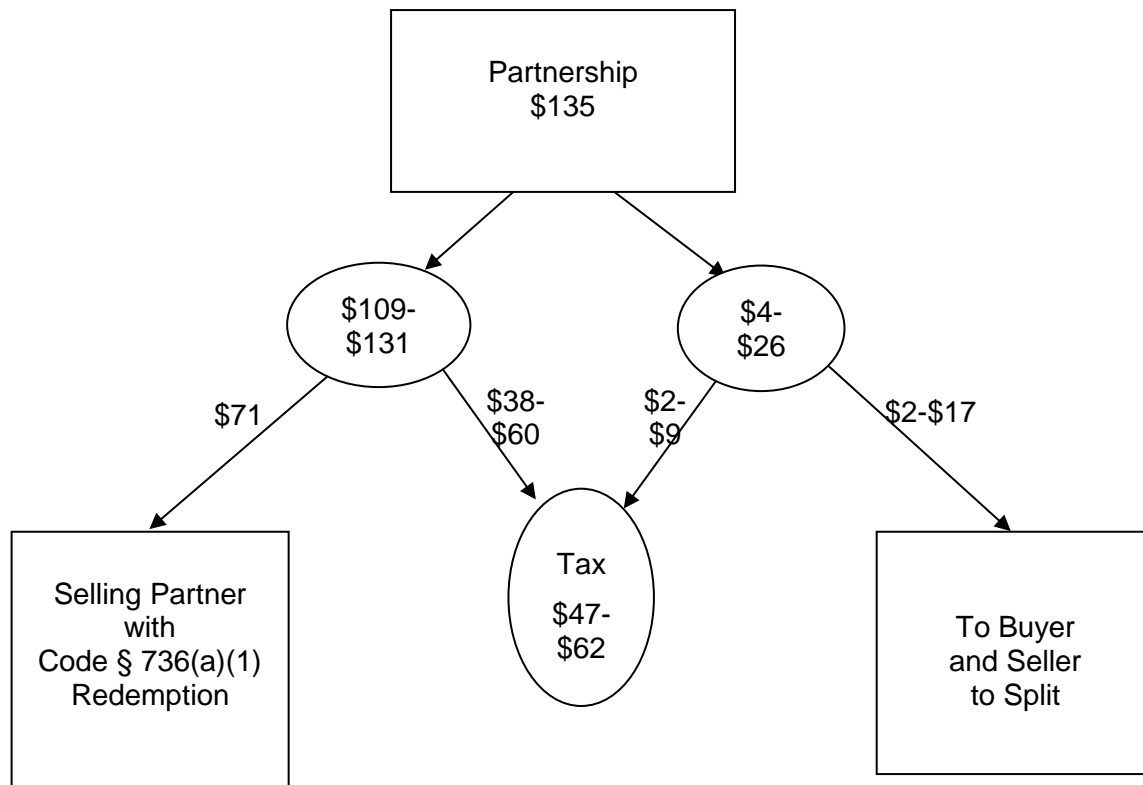 Partnership
$135
$109-
$131
$4-
$26
$71
$38-
$60
$2-
$9
$2-$17
Selling Partner
with
Code § 736(a)(1)
Redemption
Tax
$47-
$62
To Buyer
and Seller
to Split